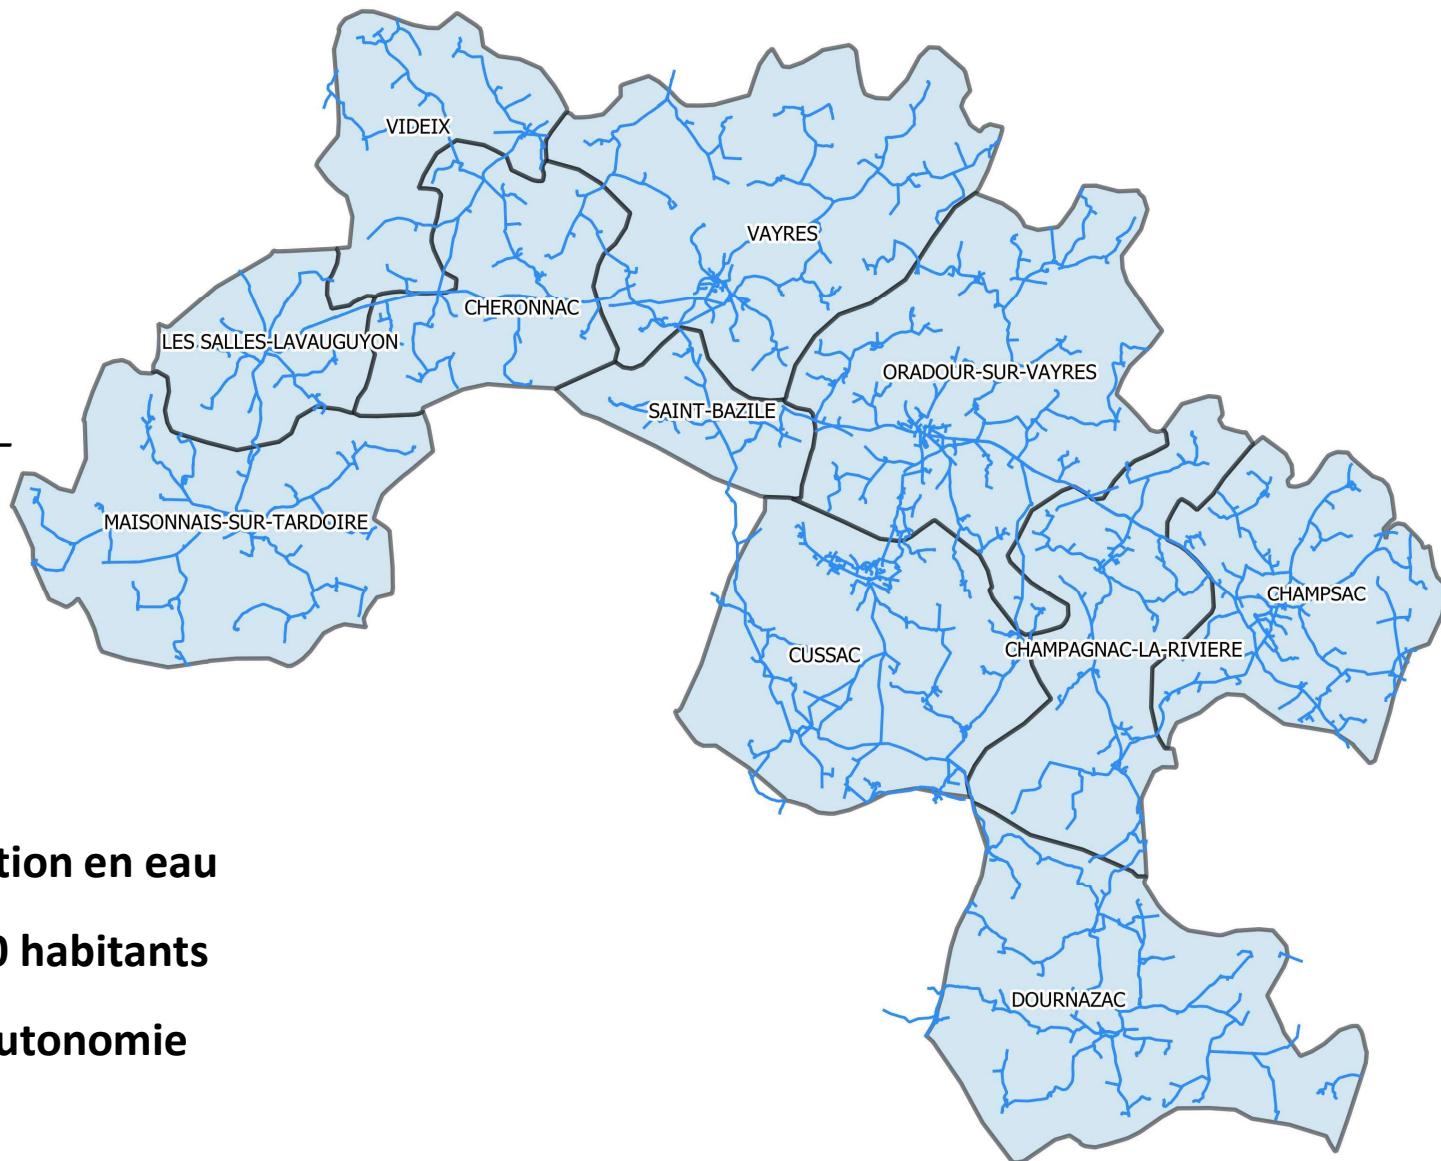 VIDEIX
VAYRES
CHERONNAC
LES SALLES-LAVAUGUYON
ORADOUR-SUR-VAYRES
SAINT-BAZILE
MAISONNAIS-SUR-TARDOIRE
CHAMPSAC
CUSSAC
CHAMPAGNAC-LA-RIVIERE
tion en eau
habitants
DOURNAZAC
utonomie